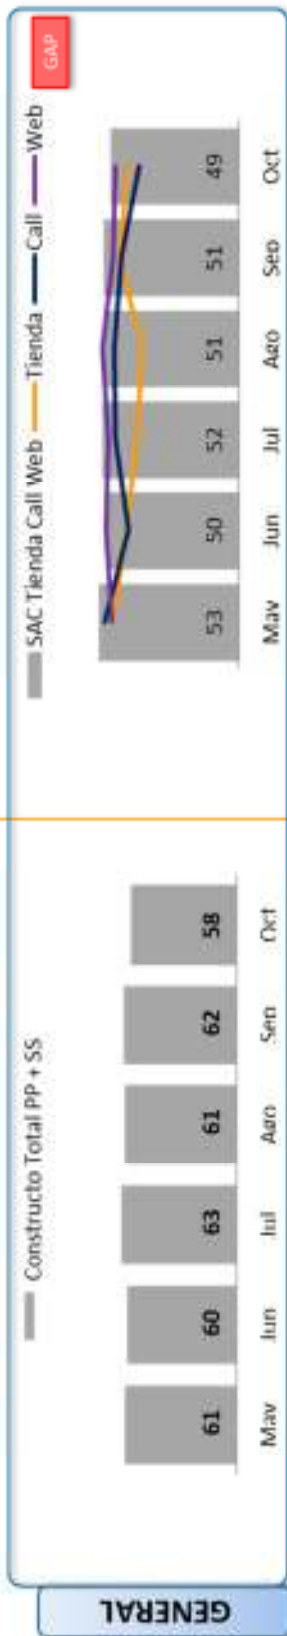 GENERAL
Constructo Total PP + SS
61 60 63 61 62 58
May Jun Jul Ago Sep Oct
SAC Tienda Call Web Tienda Call Web
GAP
53 50 52 51 51 49
May Jun Jul Ago Sep Oct